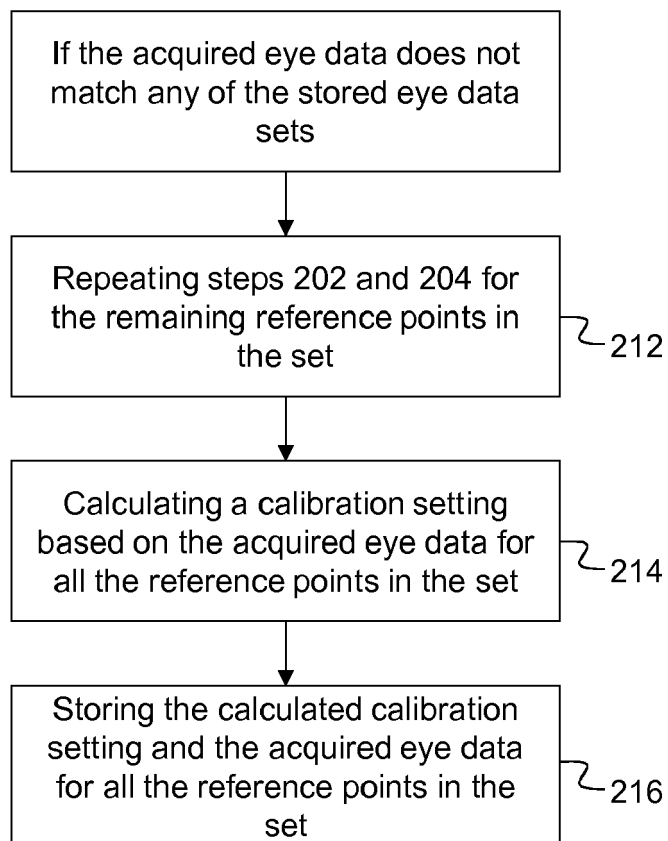 If the acquired eye data does not
match any of the stored eye data
sets
Repeating steps 202 and 204 for
the remaining reference points in
the set
212
Calculating a calibration setting
based on the acquired eye data for
all the reference points in the set
214
Storing the calculated calibration
setting and the acquired eye data
for all the reference points in the
set
216